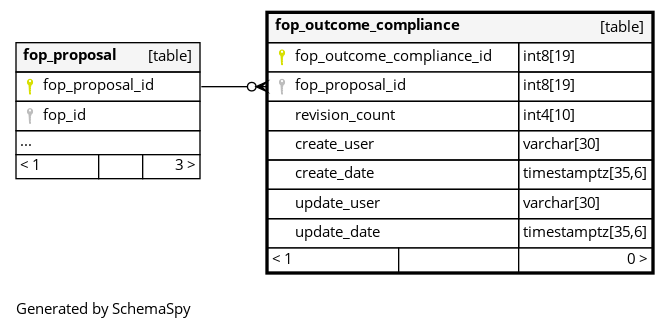 fop_proposal [table]
fop_proposal_id
fop_id
...
< 1 3 >
fop_outcome_compliance [table]
fop_outcome_compliance_id int8[19]
fop_proposal_id int8[19]
revision_count int4[10]
create_user varchar[30]
create_date timestamptz[35,6]
update_user varchar[30]
update_date timestamptz[35,6]
< 1 0 >
Generated by SchemaSpy